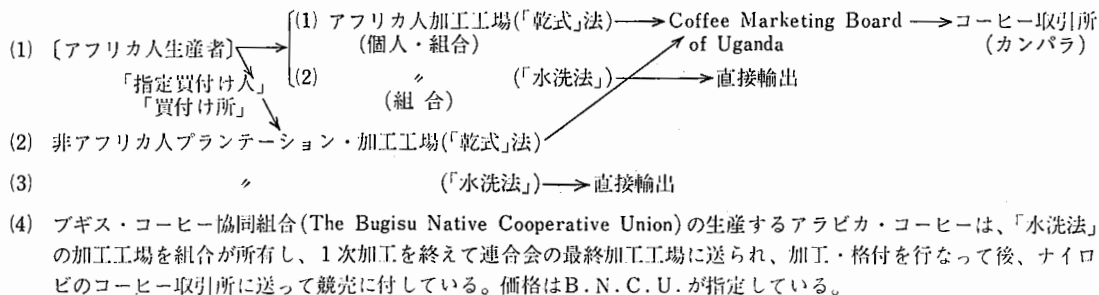 (1) アフリカ人加工工場(「乾式」法)→Coffee Marketing Board→コーヒー取引所
(1) 〔アフリカ人生産者〕 (個人・組合) of Uganda (カンパラ)
(2) 〃 (「水洗法」)→直接輸出
「指定買付け人」
「買付け所」 (組合)
(2) 非アフリカ人プランテーション・加工工場(「乾式」法)
(3) 〃 (「水洗法」)→直接輸出
(4) ブギス・コーヒー協同組合(The Bugisu Native Cooperative Union)の生産するアラビカ・コーヒーは、「水洗法」
の加工工場を組合が所有し、1次加工を終えて連合会の最終加工工場に送られ、加工・格付を行なって後、ナイロ
ビのコーヒー取引所に送って競売に付している。価格はB.N.C.U.が指定している。